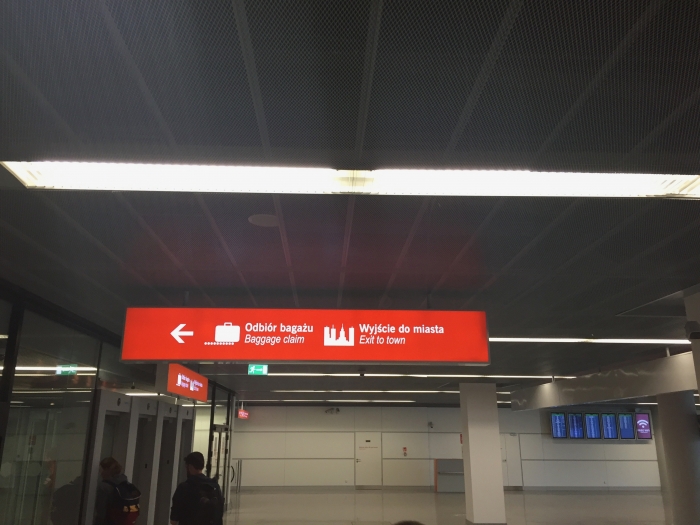 Odbiór bagażu
Baggage claim
Wyjście do miasta
Exit to town